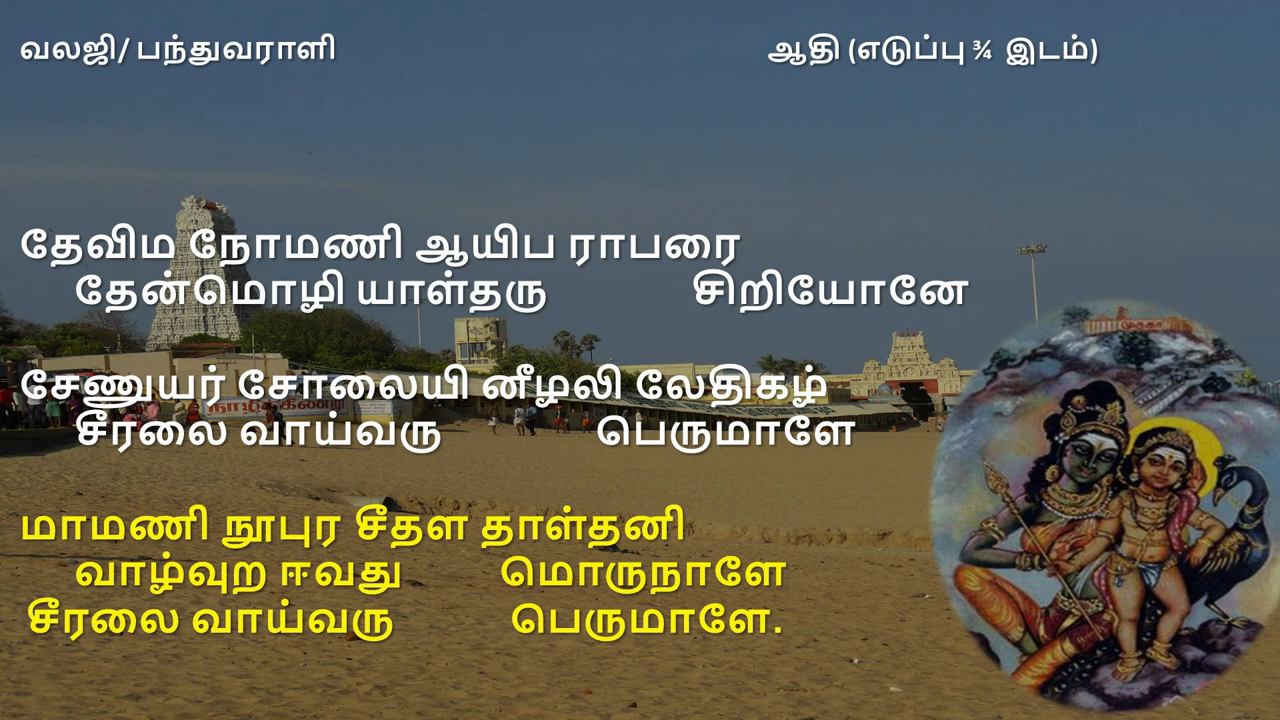 வலஜி/ பந்துவராளி ஆதி (எடுப்பு ¾ இடம்)
தேவிம நோமணி ஆயிப ராபரை
தேன்மொழி யாள்தரு சிறியோனே
சேணுயர் சோலையி னீழலி லேதிகழ்
சீரலை வாய்வரு பெருமாளே
மாமணி நூபுர சீதள தாள்தனி
வாழ்வுற ஈவது மொருநாளே
சீரலை வாய்வரு பெருமாளே.
நாழிக்கிணறு
முருகா